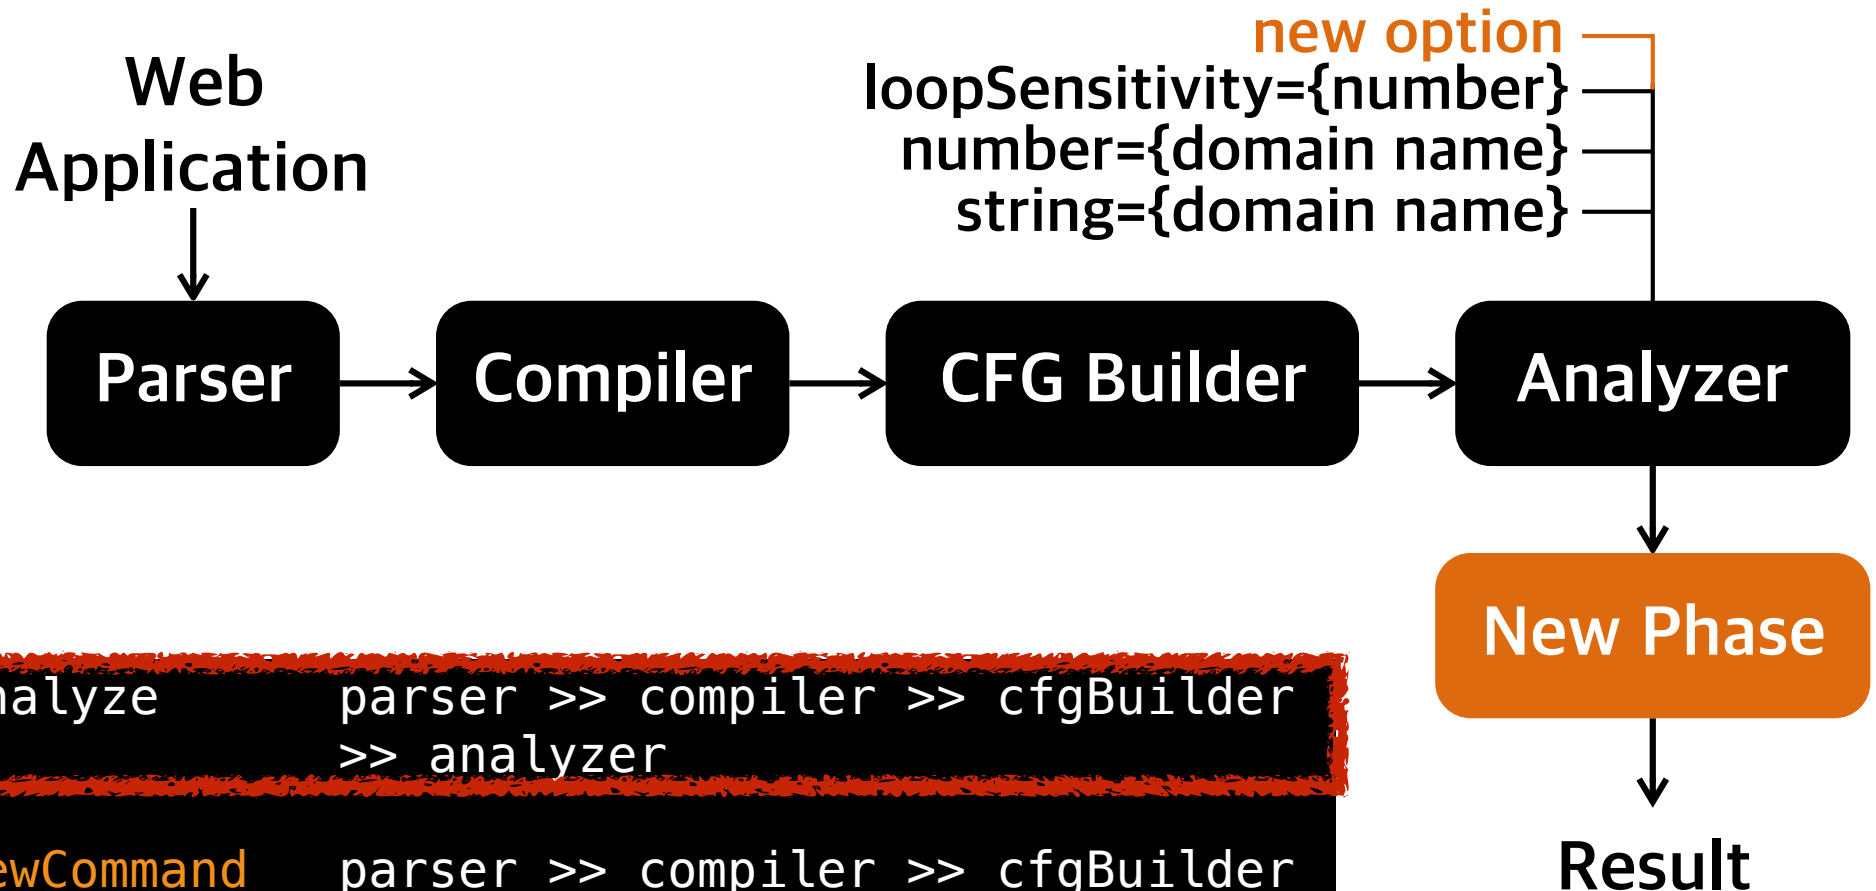 new option
loopSensitivity={number}
number={domain name}
string={domain name}
Web
Application
Parser
Compiler
CFG Builder
Analyzer
New Phase
nalyze parser >> compiler >> cfgBuilder
>> analyzer
ewCommand parser >> compiler >> cfgBuilder
Result